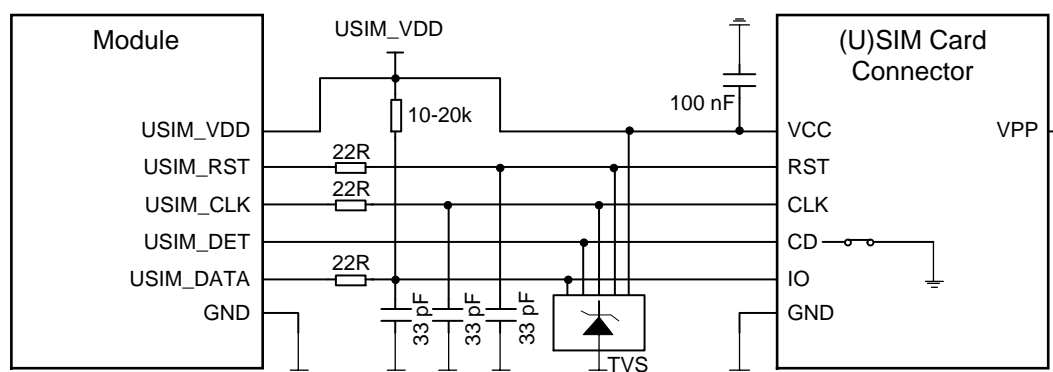 Module
USIM_VDD
(U)SIM Card
Connector
10-20k
100 nF
USIM_VDD
VCC
VPP
22R
USIM_RST
RST
22R
USIM_CLK
CLK
USIM_DET
CD
22R
USIM_DATA
IO
GND
33 pF
33 pF
33 pF
GND
TVS